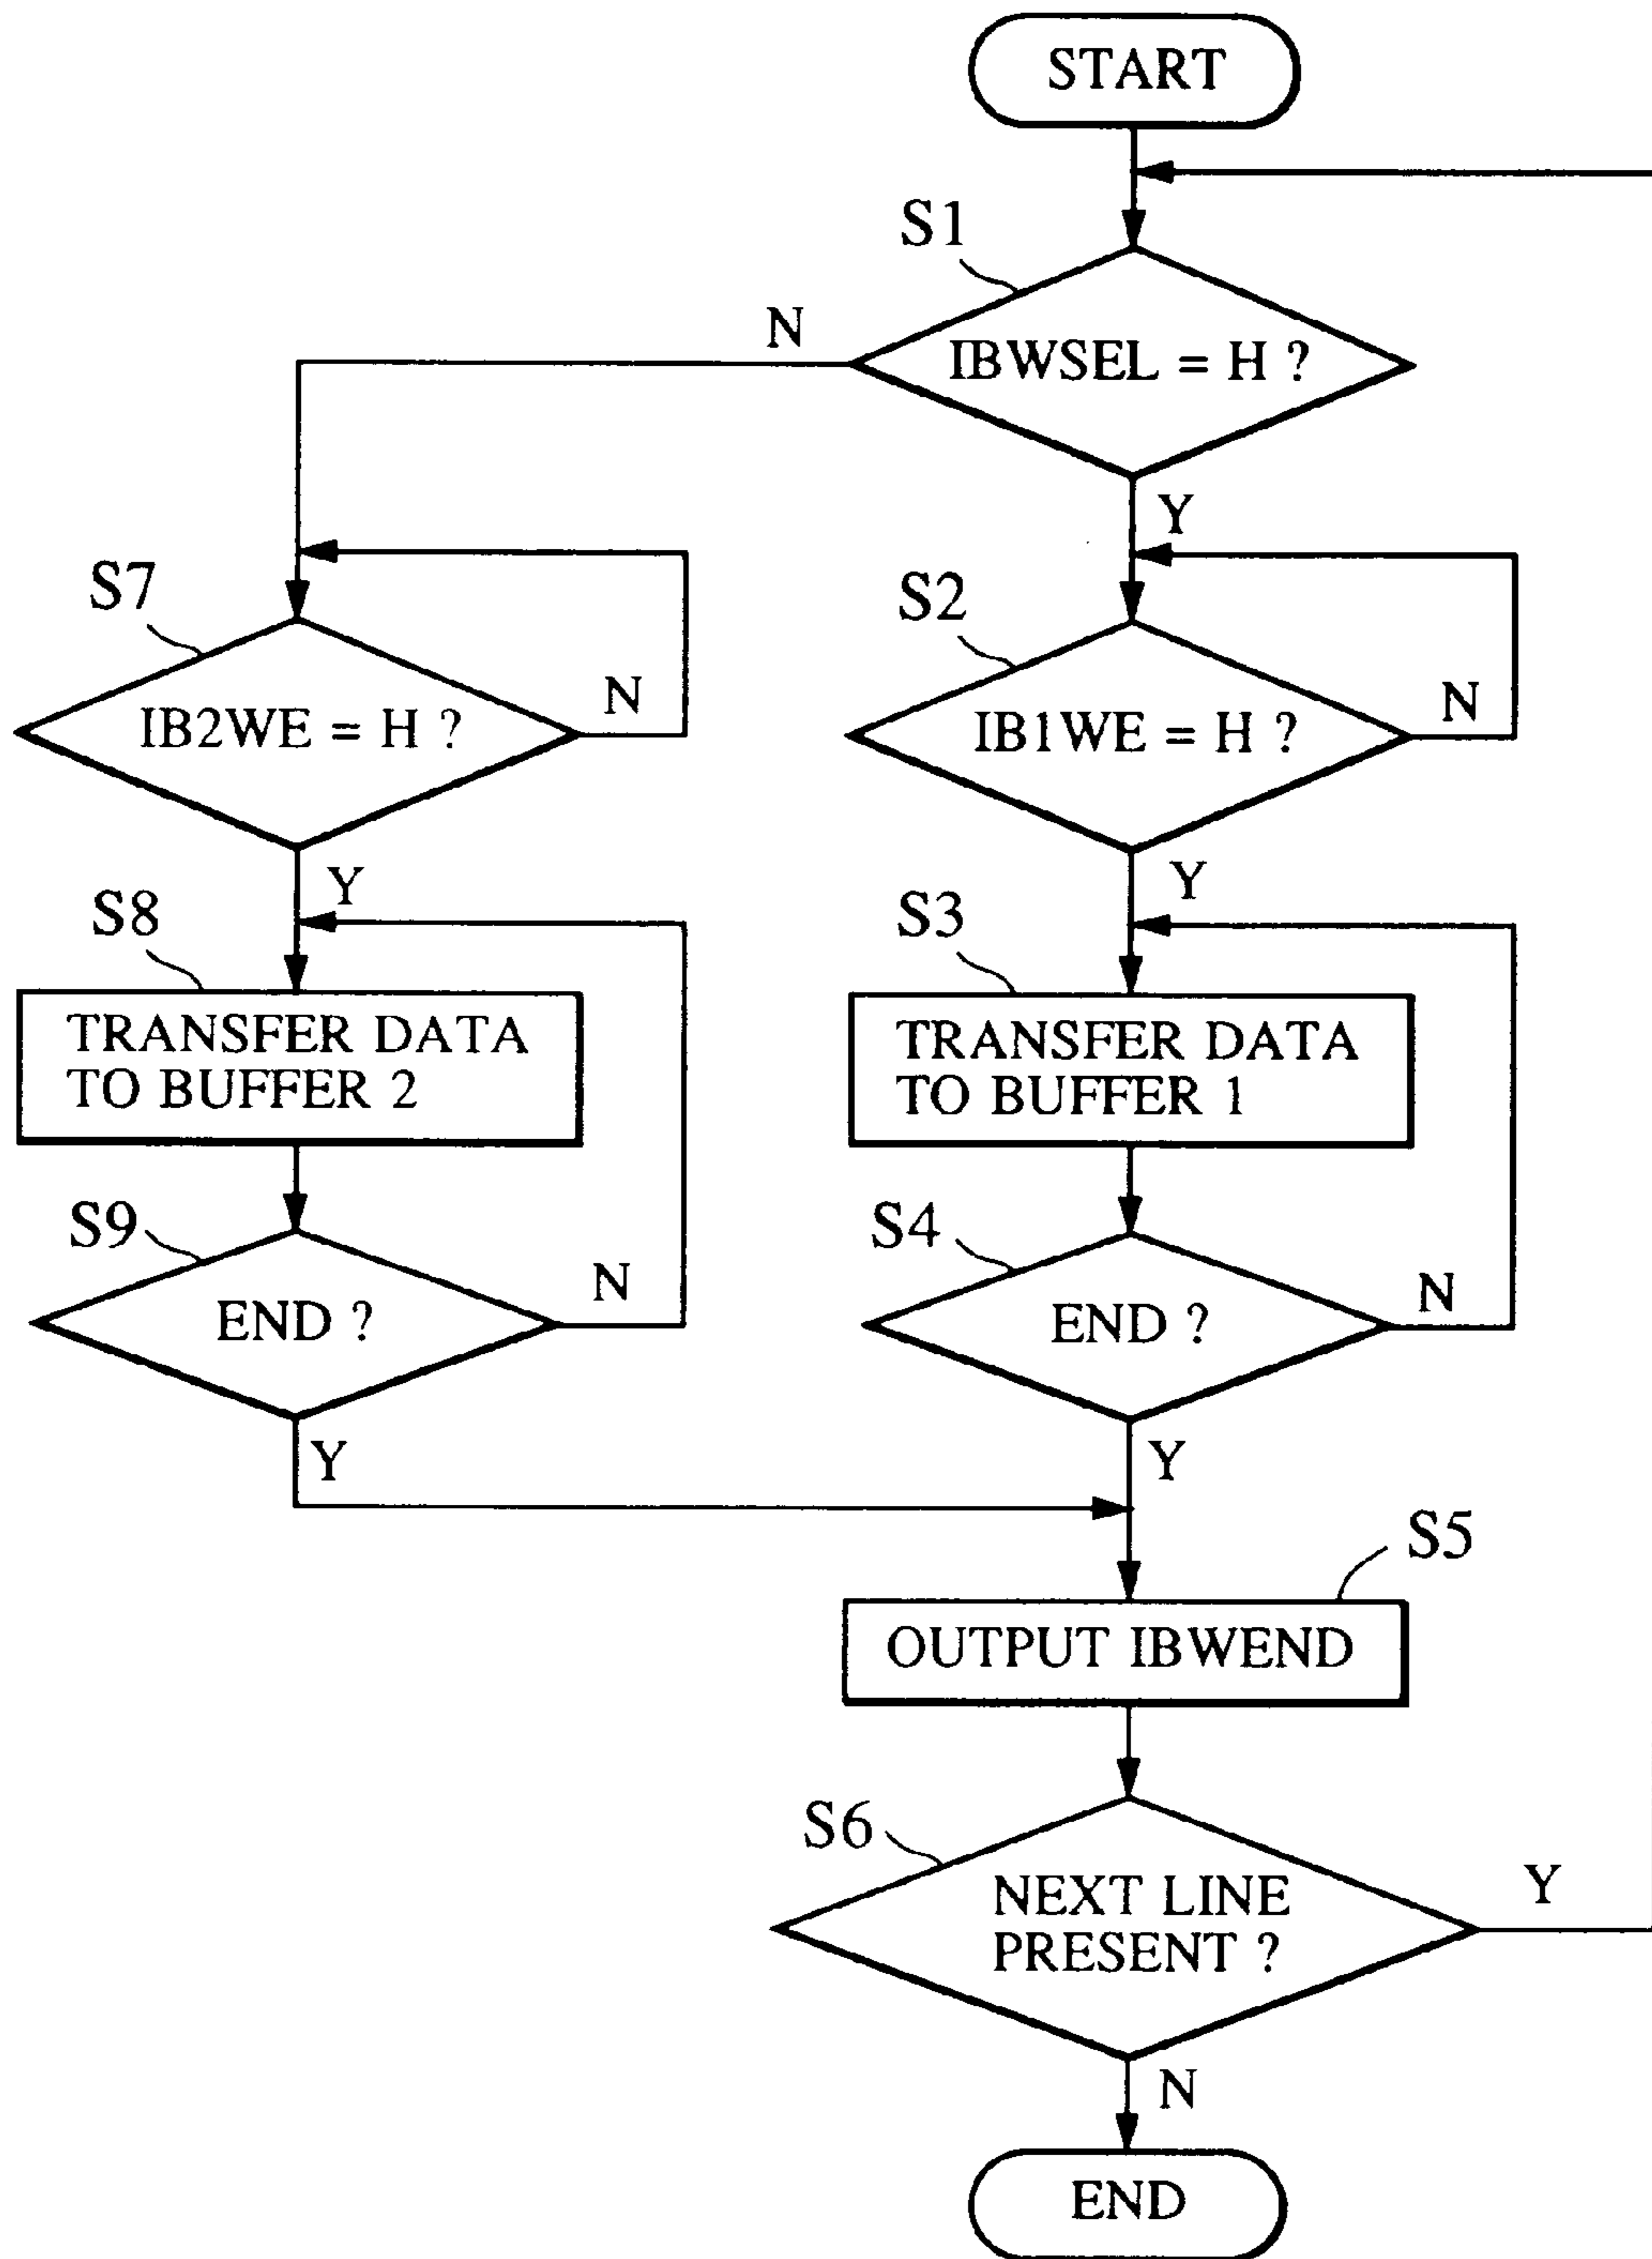 START
S1
N
IBWSEL = H ?
Y
S7
S2
IB2WE = H ?
N
IB1WE = H ?
N
Y
Y
S8
S3
TRANSFER DATA
TO BUFFER 2
TRANSFER DATA
TO BUFFER 1
S9
S4
END ?
N
END ?
N
Y
Y
S5
OUTPUT IBWEND
S6
NEXT LINE
PRESENT ?
Y
N
END